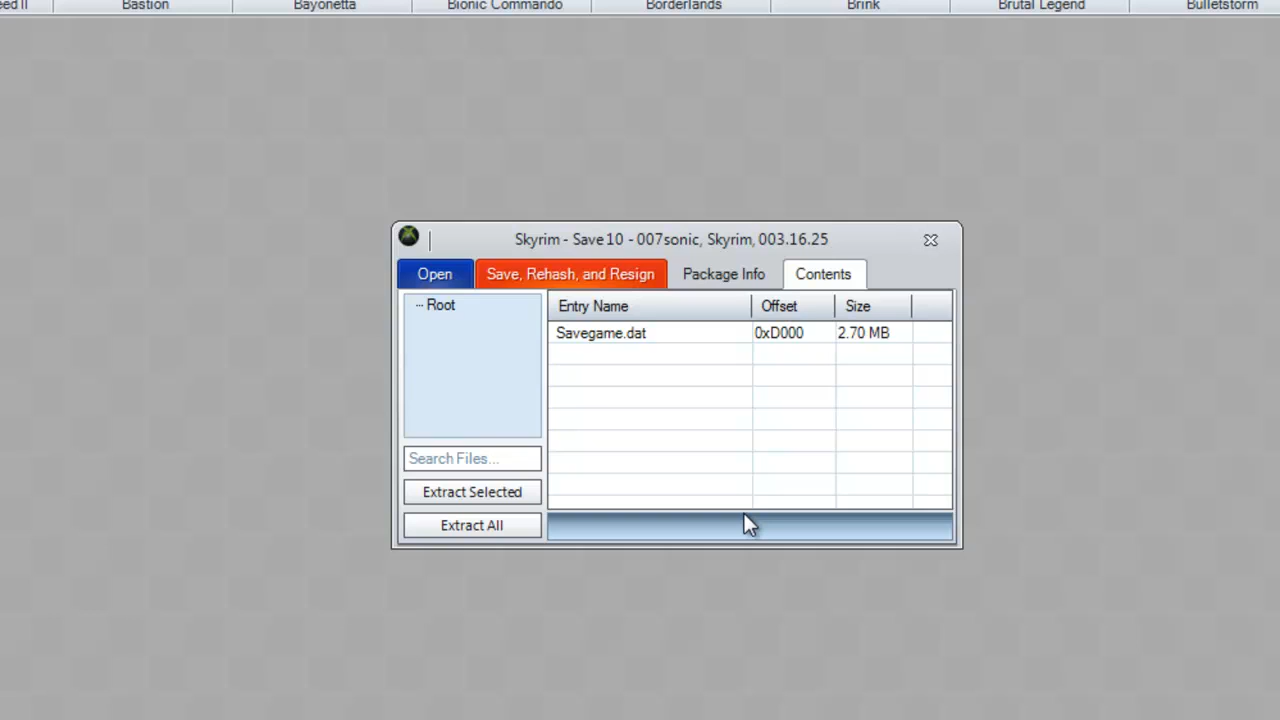 eed II Bastion Bayonetta Bionic Commando Borderlands Brink Brutal Legend Bulletstorm
Skyrim - Save 10 - 007sonic, Skyrim, 003.16.25
Open Save, Rehash, and Resign Package Info Contents
Root Entry Name Offset Size
Savegame.dat 0xD000 2.70 MB
Search Files...
Extract Selected
Extract All